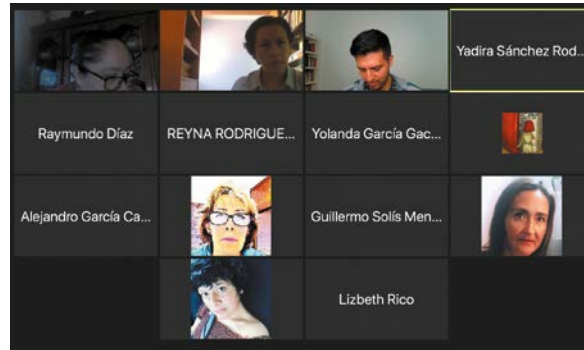 Yadira Sánchez Rod...
Raymundo Díaz
REYNA RODRIGUE...
Yolanda García Gac...
Alejandro García Ca...
Guillermo Solís Men...
Lizbeth Rico